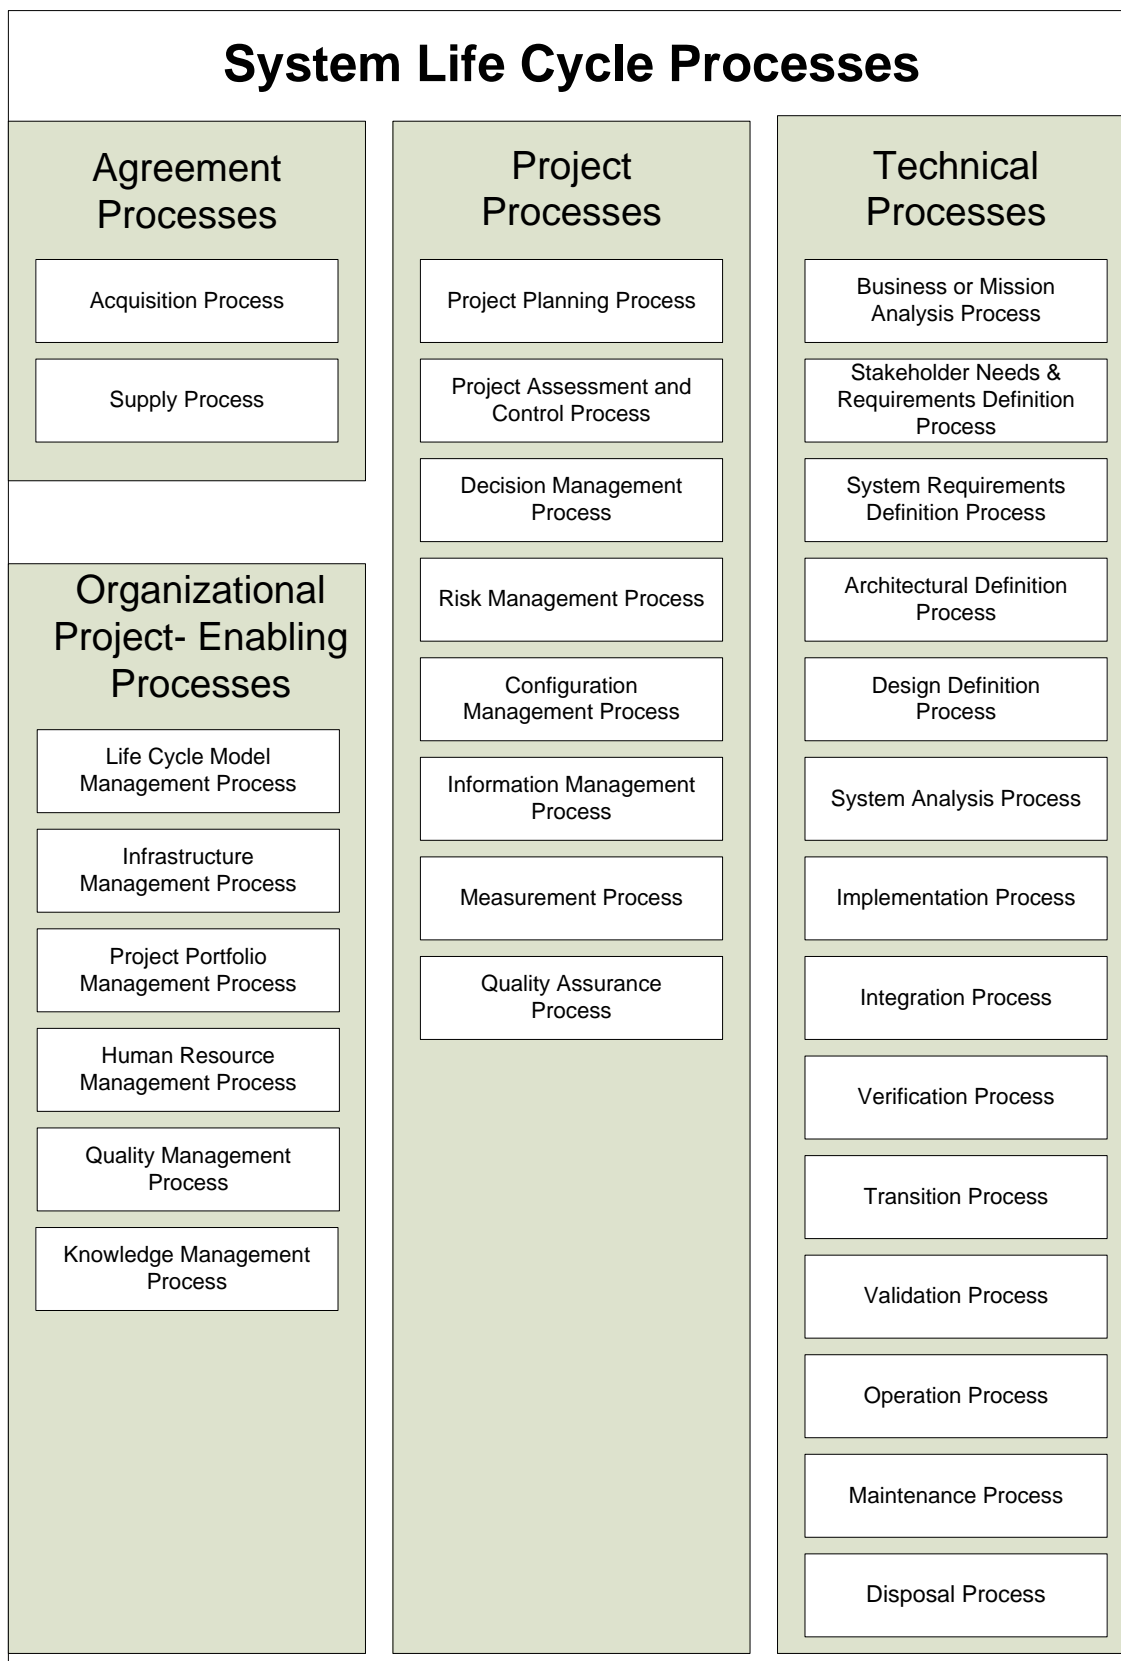 System Life Cycle Processes
Agreement
Processes
Acquisition Process
Supply Process
Organizational
Project- Enabling
Processes
Life Cycle Model
Management Process
Infrastructure
Management Process
Project Portfolio
Management Process
Human Resource
Management Process
Quality Management
Process
Knowledge Management
Process
Project
Processes
Project Planning Process
Project Assessment and
Control Process
Decision Management
Process
Risk Management Process
Configuration
Management Process
Information Management
Process
Measurement Process
Quality Assurance
Process
Technical
Processes
Business or Mission
Analysis Process
Stakeholder Needs &
Requirements Definition
Process
System Requirements
Definition Process
Architectural Definition
Process
Design Definition
Process
System Analysis Process
Implementation Process
Integration Process
Verification Process
Transition Process
Validation Process
Operation Process
Maintenance Process
Disposal Process